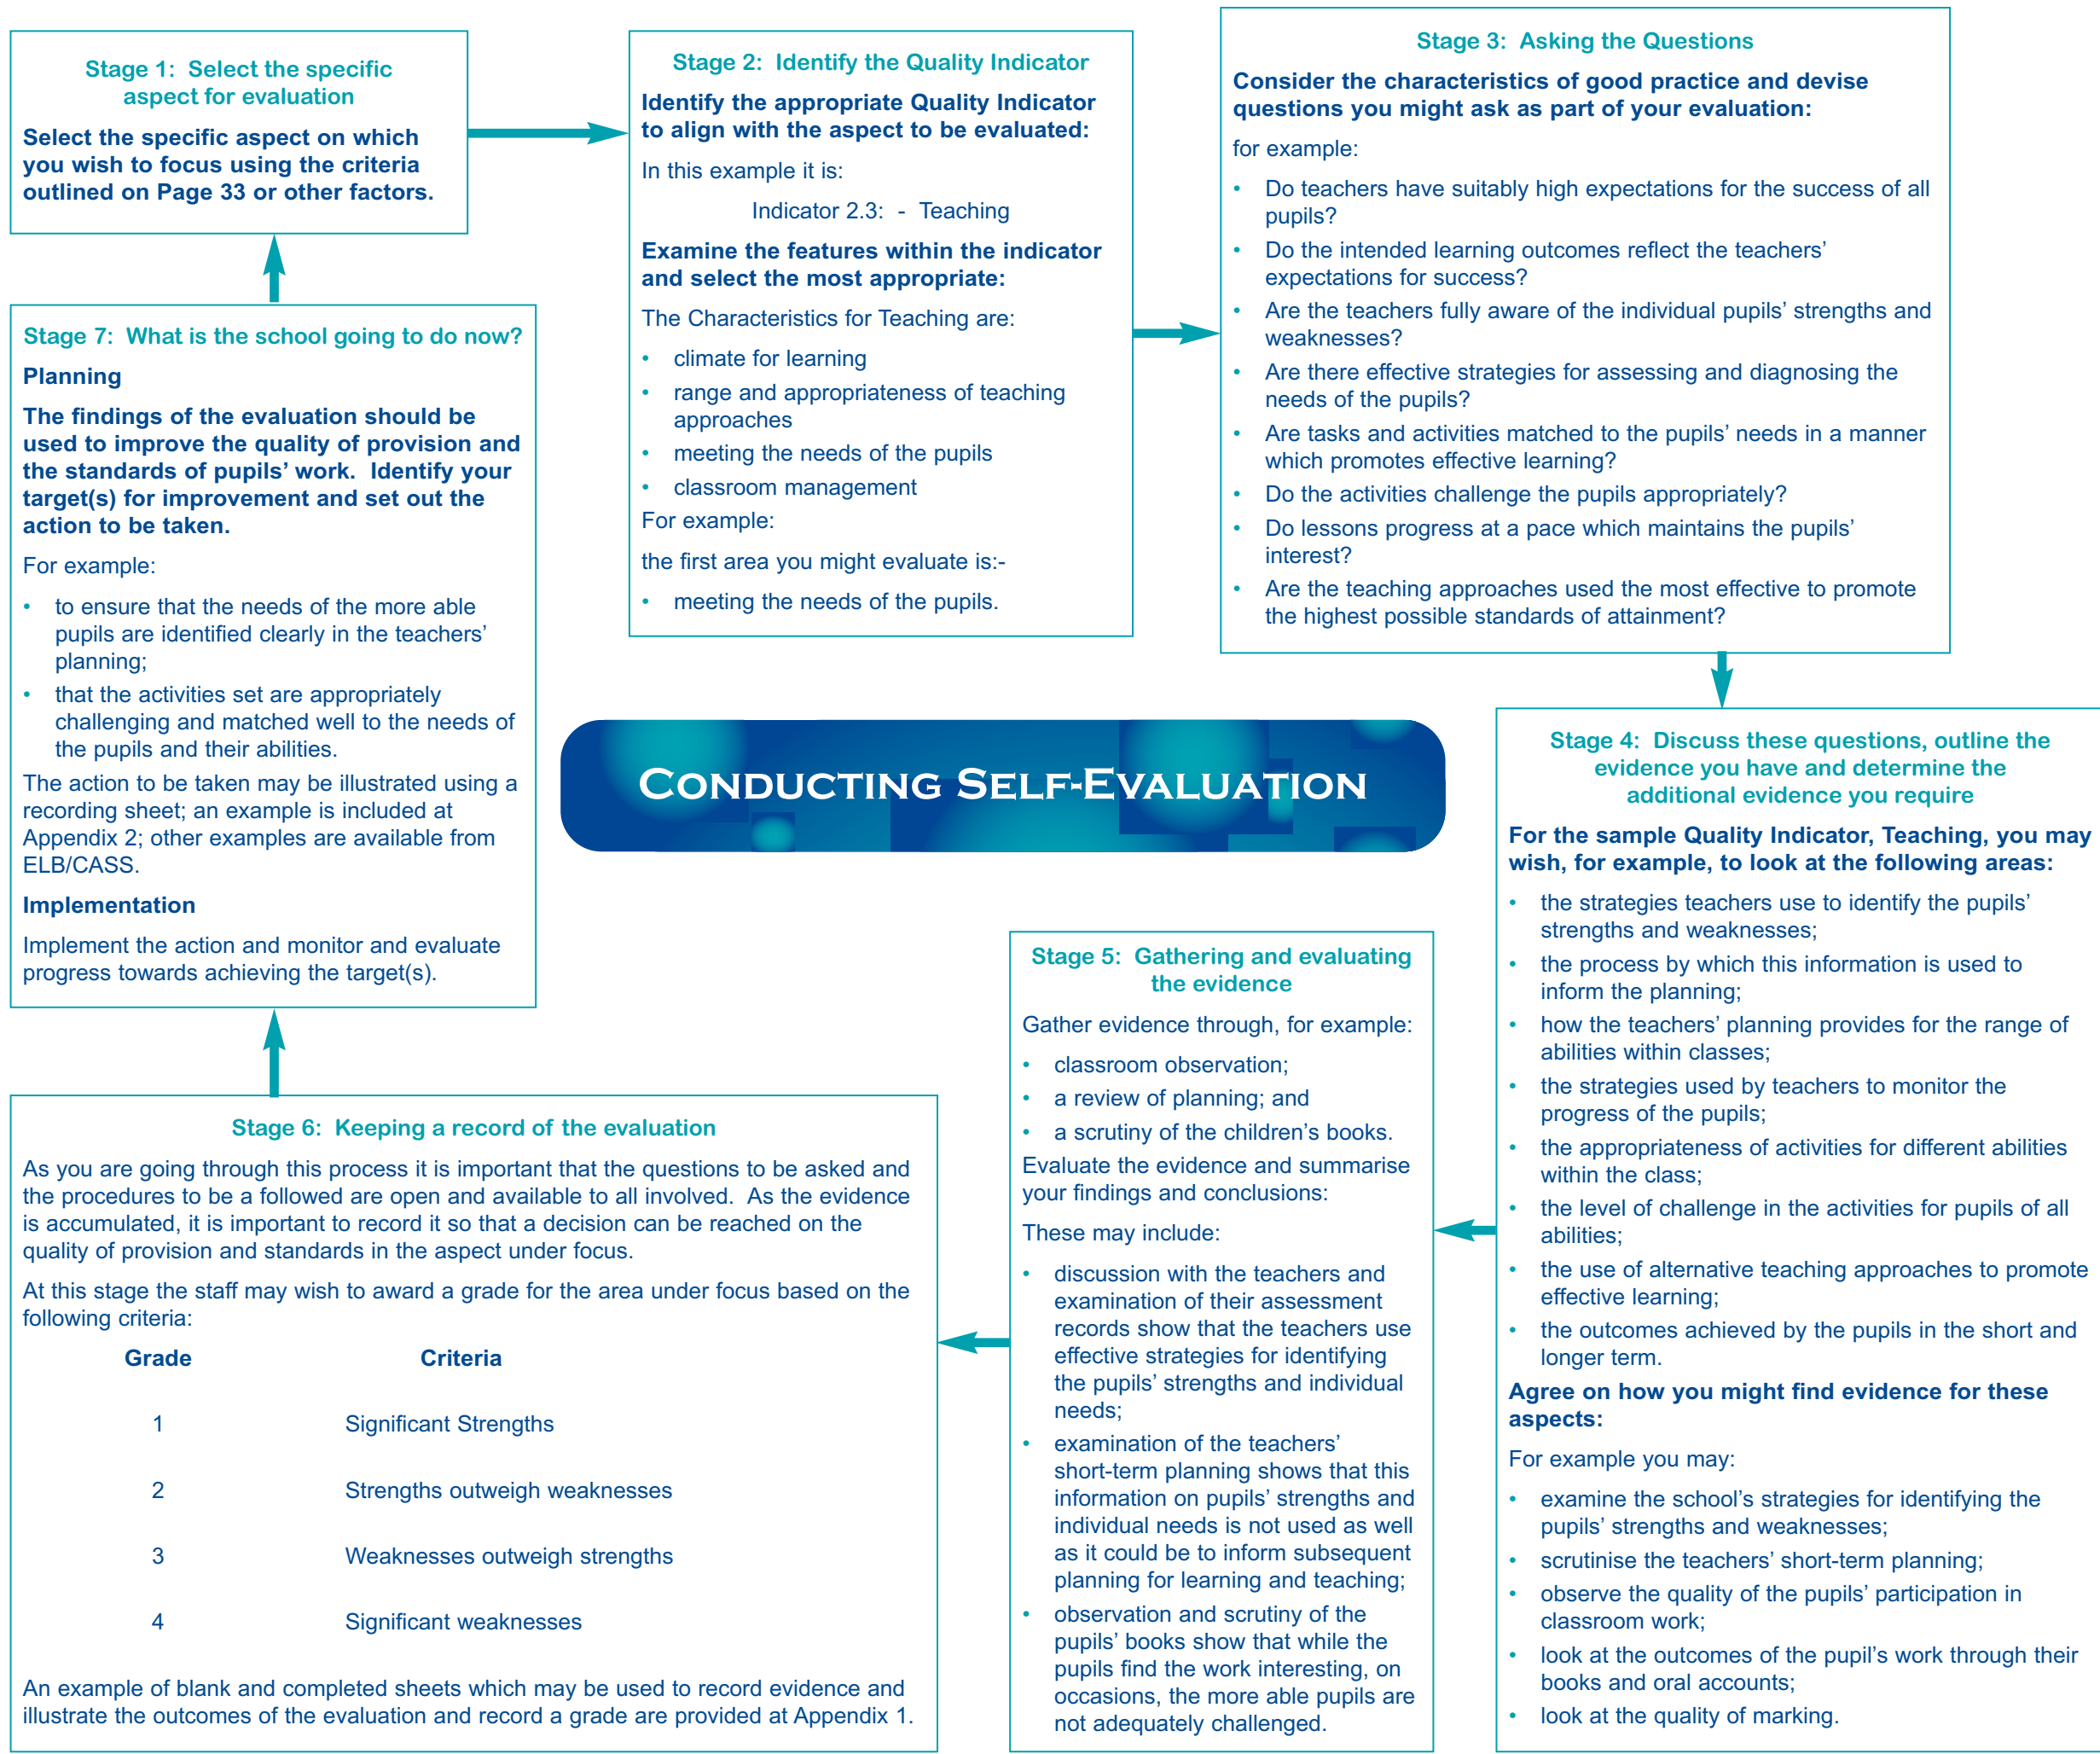 Stage 1: Select the specific
aspect for evaluation
Select the specific aspect on which
you wish to focus using the criteria
outlined on Page 33 or other factors.
Stage 2: Identify the Quality Indicator
Identify the appropriate Quality Indicator
to align with the aspect to be evaluated:
In this example it is:
Indicator 2.3: - Teaching
Examine the features within the indicator
and select the most appropriate:
The Characteristics for Teaching are:
• climate for learning
• range and appropriateness of teaching
approaches
• meeting the needs of the pupils
• classroom management
For example:
the first area you might evaluate is:-
• meeting the needs of the pupils.
Stage 3: Asking the Questions
Consider the characteristics of good practice and devise
questions you might ask as part of your evaluation:
for example:
• Do teachers have suitably high expectations for the success of all
pupils?
• Do the intended learning outcomes reflect the teachers’
expectations for success?
• Are the teachers fully aware of the individual pupils’ strengths and
weaknesses?
• Are there effective strategies for assessing and diagnosing the
needs of the pupils?
• Are tasks and activities matched to the pupils’ needs in a manner
which promotes effective learning?
• Do the activities challenge the pupils appropriately?
• Do lessons progress at a pace which maintains the pupils’
interest?
• Are the teaching approaches used the most effective to promote
the highest possible standards of attainment?
CONDUCTING SELF-EVALUATION
Stage 4: Discuss these questions, outline the
evidence you have and determine the
additional evidence you require
For the sample Quality Indicator, Teaching, you may
wish, for example, to look at the following areas:
• the strategies teachers use to identify the pupils’
strengths and weaknesses;
• the process by which this information is used to
inform the planning;
• how the teachers’ planning provides for the range of
abilities within classes;
• the strategies used by teachers to monitor the
progress of the pupils;
• the appropriateness of activities for different abilities
within the class;
• the level of challenge in the activities for pupils of all
abilities;
• the use of alternative teaching approaches to promote
effective learning;
• the outcomes achieved by the pupils in the short and
longer term.
Agree on how you might find evidence for these
aspects:
For example you may:
• examine the school’s strategies for identifying the
pupils’ strengths and weaknesses;
• scrutinise the teachers’ short-term planning;
• observe the quality of the pupils’ participation in
classroom work;
• look at the outcomes of the pupil’s work through their
books and oral accounts;
• look at the quality of marking.
Stage 5: Gathering and evaluating
the evidence
Gather evidence through, for example:
• classroom observation;
• a review of planning; and
• a scrutiny of the children’s books.
Evaluate the evidence and summarise
your findings and conclusions:
These may include:
• discussion with the teachers and
examination of their assessment
records show that the teachers use
effective strategies for identifying
the pupils’ strengths and individual
needs;
• examination of the teachers’
short-term planning shows that this
information on pupils’ strengths and
individual needs is not used as well
as it could be to inform subsequent
planning for learning and teaching;
• observation and scrutiny of the
pupils’ books show that while the
pupils find the work interesting, on
occasions, the more able pupils are
not adequately challenged.
Stage 6: Keeping a record of the evaluation
As you are going through this process it is important that the questions to be asked and
the procedures to be a followed are open and available to all involved. As the evidence
is accumulated, it is important to record it so that a decision can be reached on the
quality of provision and standards in the aspect under focus.
At this stage the staff may wish to award a grade for the area under focus based on the
following criteria:
Grade Criteria
1 Significant Strengths
2 Strengths outweigh weaknesses
3 Weaknesses outweigh strengths
4 Significant weaknesses
An example of blank and completed sheets which may be used to record evidence and
illustrate the outcomes of the evaluation and record a grade are provided at Appendix 1.
Stage 7: What is the school going to do now?
Planning
The findings of the evaluation should be
used to improve the quality of provision and
the standards of pupils’ work. Identify your
target(s) for improvement and set out the
action to be taken.
For example:
• to ensure that the needs of the more able
pupils are identified clearly in the teachers’
planning;
• that the activities set are appropriately
challenging and matched well to the needs of
the pupils and their abilities.
The action to be taken may be illustrated using a
recording sheet; an example is included at
Appendix 2; other examples are available from
ELB/CASS.
Implementation
Implement the action and monitor and evaluate
progress towards achieving the target(s).